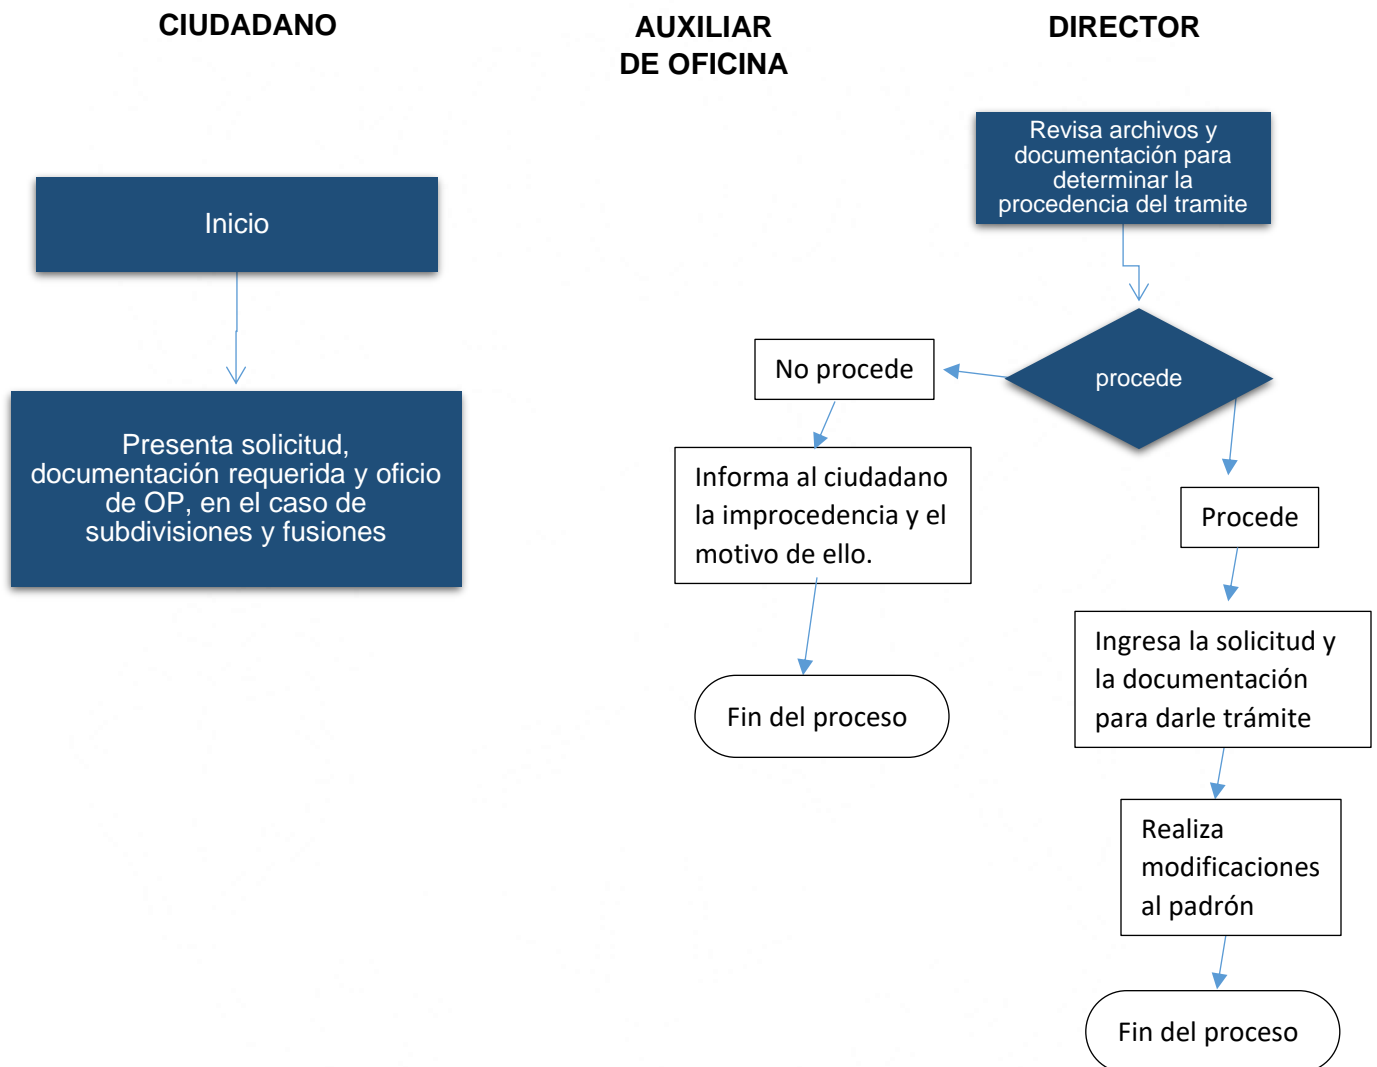 CIUDADANO
AUXILIAR
DE OFICINA
DIRECTOR
Inicio
Presenta solicitud,
documentación requerida y oficio
de OP, en el caso de
subdivisiones y fusiones
Revisa archivos y
documentación para
determinar la
procedencia del tramite
procede
No procede
Informa al ciudadano
la improcedencia y el
motivo de ello.
Fin del proceso
Procede
Ingresa la solicitud y
la documentación
para darle trámite
Realiza
modificaciones
al padrón
Fin del proceso